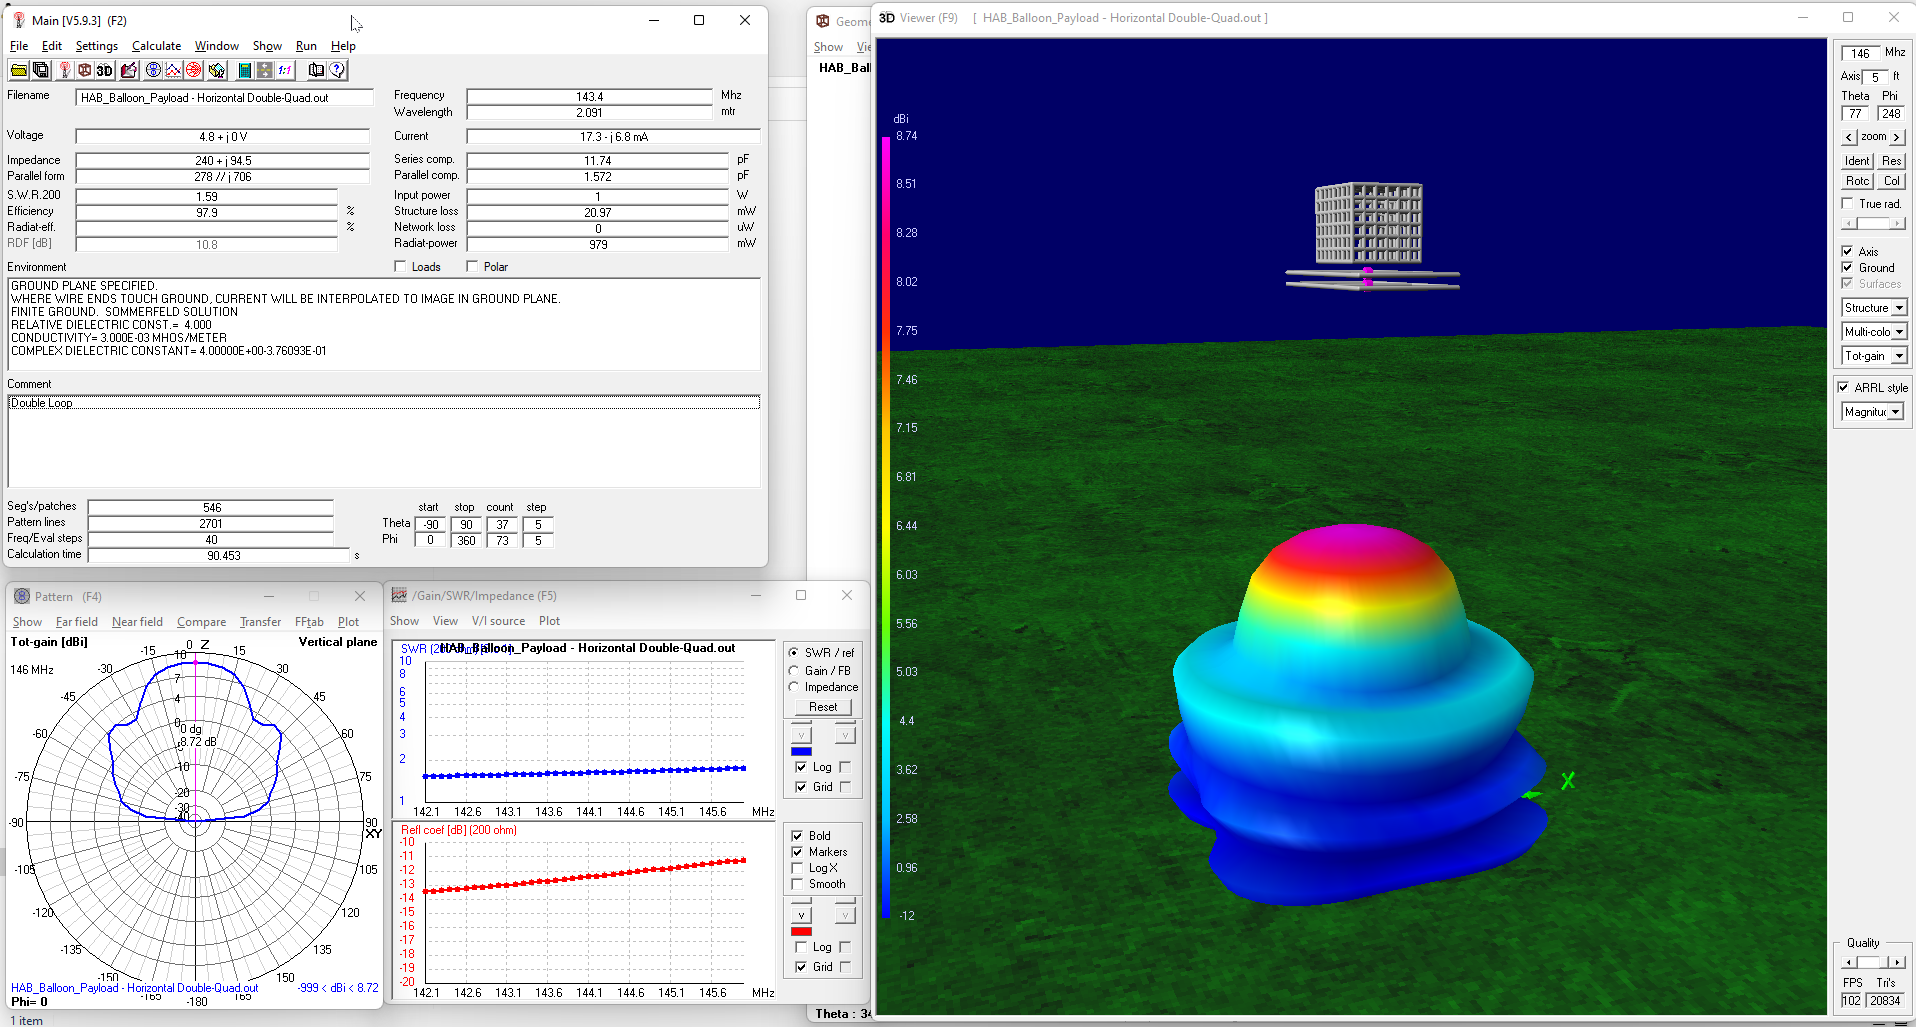 Main [V5.9.3] (F2)
File Edit Settings Calculate Window Show Run Help
3D 1:1
Filename HAB_Balloon_Payload - Horizontal Double-Quad.out
Frequency 143.4 Mhz
Wavelength 2.091 mtr
Voltage 4.8 + j 0 V
Current 17.3 - j 6.8 mA
Impedance 240 + j 94.5
Series comp. 11.74 pF
Parallel form 278 // j 706
Parallel comp. 1.572 pF
S.W.R.200 1.59
Input power 1 W
Efficiency 97.9 %
Structure loss 20.97 mW
Radiat-eff. %
Network loss 0 uW
RDF [dB] 10.8
Radiat-power 979 mW
Environment
Loads Polar
GROUND PLANE SPECIFIED.
WHERE WIRE ENDS TOUCH GROUND, CURRENT WILL BE INTERPOLATED TO IMAGE IN GROUND PLANE.
FINITE GROUND. SOMMERFELD SOLUTION
RELATIVE DIELECTRIC CONST.= 4.000
CONDUCTIVITY= 3.000E-03 MHOS/METER
COMPLEX DIELECTRIC CONSTANT= 4.00000E+00-3.76093E-01
Comment
Double Loop
Seg's/patches 546
Pattern lines 2701
Freq/Eval steps 40
Calculation time 90.453 s
start stop count step
Theta -90 90 37 5
Phi 0 360 73 5
Pattern (F4)
Show Far field Near field Compare Transfer FFtab Plot
Tot-gain [dBi] Vertical plane
146 MHz
0 Z
-15 15
-30 30
-45 45
-60 60
-75 75
-90 90
XY
-105 105
-120 120
-135 135
-150 150
-165 165
-180
10
7
4
0
-5
-10
-20
-30
-40
0 dg
8.72 dB
HAB_Balloon_Payload - Horizontal Double-Quad.out
-999 < dBi < 8.72
Phi= 0
1 item
/Gain/SWR/Impedance (F5)
Show View V/I source Plot
HAB_Balloon_Payload - Horizontal Double-Quad.out
10
8
6
5
4
3
2
1
142.1 142.6 143.1 143.6 144.1 144.6 145.1 145.6 MHz
Refl coef [dB] (200 ohm)
-10
-11
-12
-13
-14
-15
-16
-17
-18
-19
-20
142.1 142.6 143.1 143.6 144.1 144.6 145.1 145.6 MHz
SWR / ref
Gain / FB
Impedance
Reset
v v
Log
Grid
Bold
Markers
Log X
Smooth
v v
Log
Grid
Geome
Show Vie
HAB_Ball
Theta : 34
3D Viewer (F9) [ HAB_Balloon_Payload - Horizontal Double-Quad.out ]
dBi
8.74
8.51
8.28
8.02
7.75
7.46
7.15
6.81
6.44
6.03
5.56
5.03
4.4
3.62
2.58
0.96
-12
X
146 Mhz
Axis 5 ft
Theta Phi
77 248
< zoom >
Ident Res
Rotc Col
True rad.
Axis
Ground
Surfaces
Structure
Multi-colo
Tot-gain
ARRL style
Magnitud
Quality
FPS Tri's
102 20834